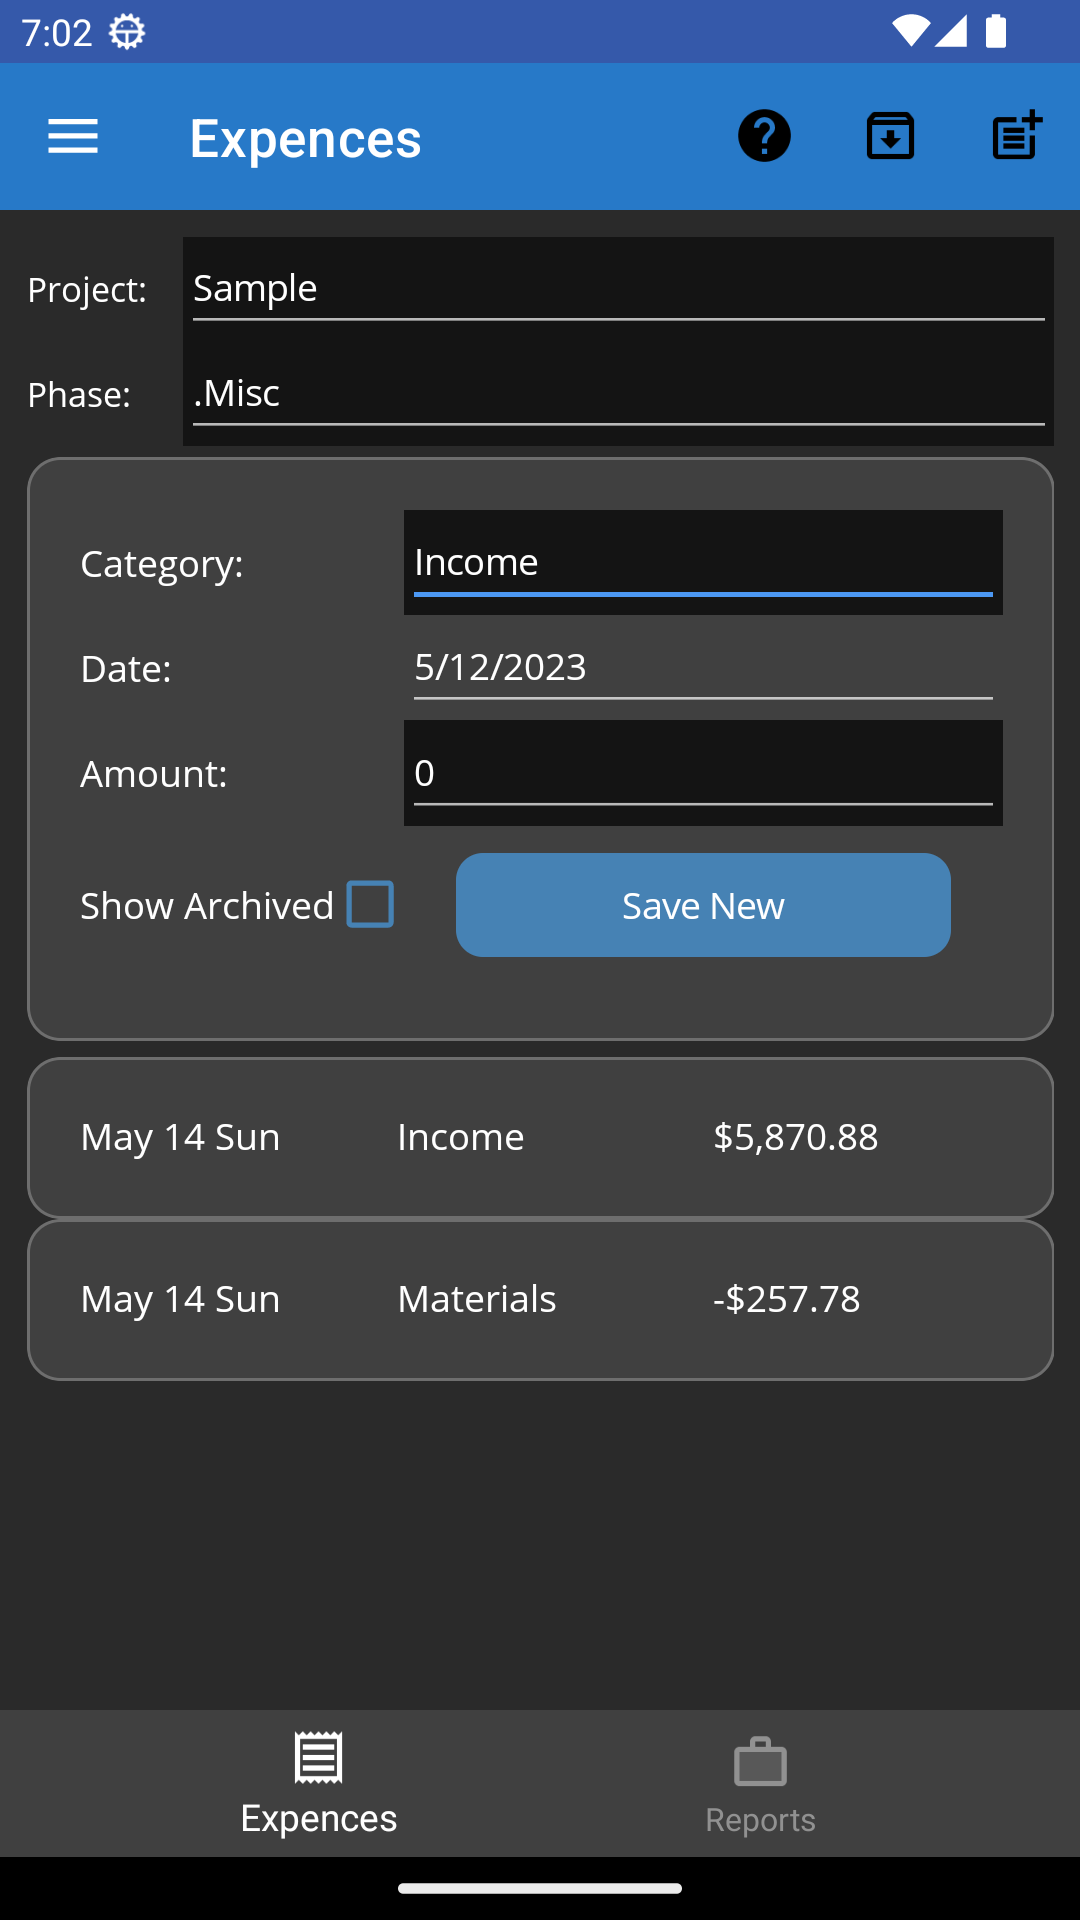 7:02
Expences
Project: Sample
Phase: .Misc
Category: Income
Date: 5/12/2023
Amount: 0
Show Archived Save New
May 14 Sun Income $5,870.88
May 14 Sun Materials -$257.78
Expences Reports